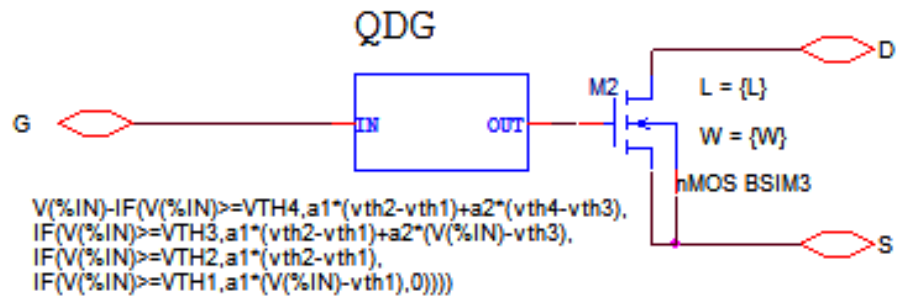 QDG
D
M2
L = {L}
G
IN
OUT
W = {W}
nMOS BSIM3
V(%IN)-IF(V(%IN)>=VTH4,a1*(vth2-vth1)+a2*(vth4-vth3),
IF(V(%IN)>=VTH3,a1*(vth2-vth1)+a2*(V(%IN)-vth3),
IF(V(%IN)>=VTH2,a1*(vth2-vth1),
IF(V(%IN)>=VTH1,a1*(V(%IN)-vth1),0))))
S